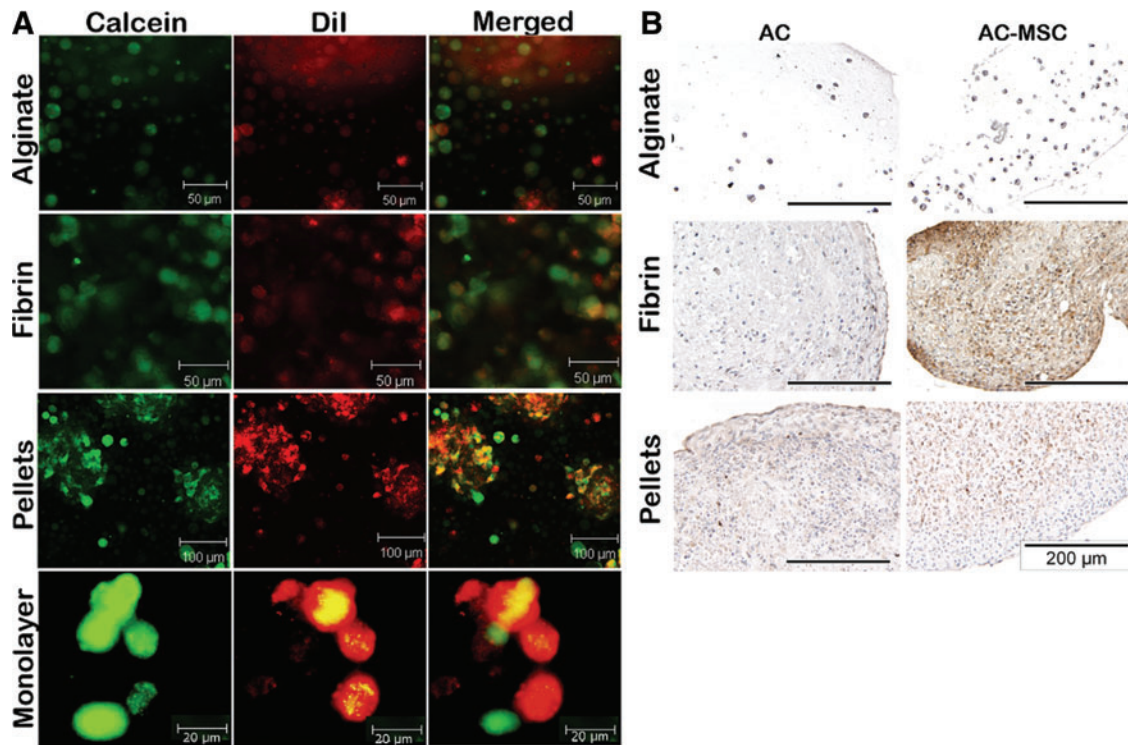 A
Calcein
DiI
Merged
Alginate
50 µm
50 µm
50 µm
Fibrin
50 µm
50 µm
50 µm
Pellets
100 µm
100 µm
100 µm
Monolayer
20 µm
20 µm
20 µm
B
AC
AC-MSC
Alginate
Fibrin
Pellets
200 µm